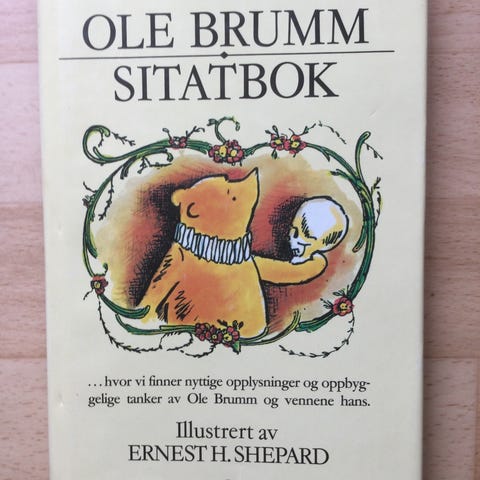 OLE BRUMM
SITATBOK
...hvor vi finner nyttige opplysninger og oppbyg-
gelige tanker av Ole Brumm og vennene hans.
Illustrert av
ERNEST H. SHEPARD